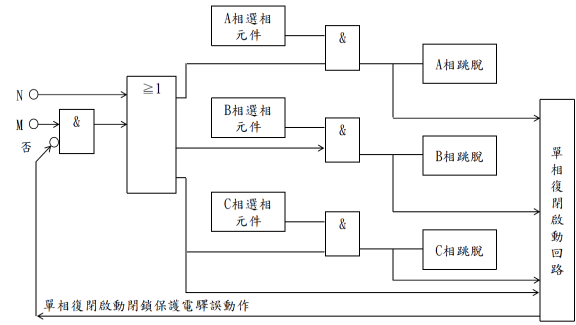 A相選相
元件
&
A相跳脫
N
≧1
M
&
否
B相選相
元件
&
B相跳脫
C相選相
元件
&
C相跳脫
單相復閉啟動回路
單相復閉啟動閉鎖保護電驛誤動作